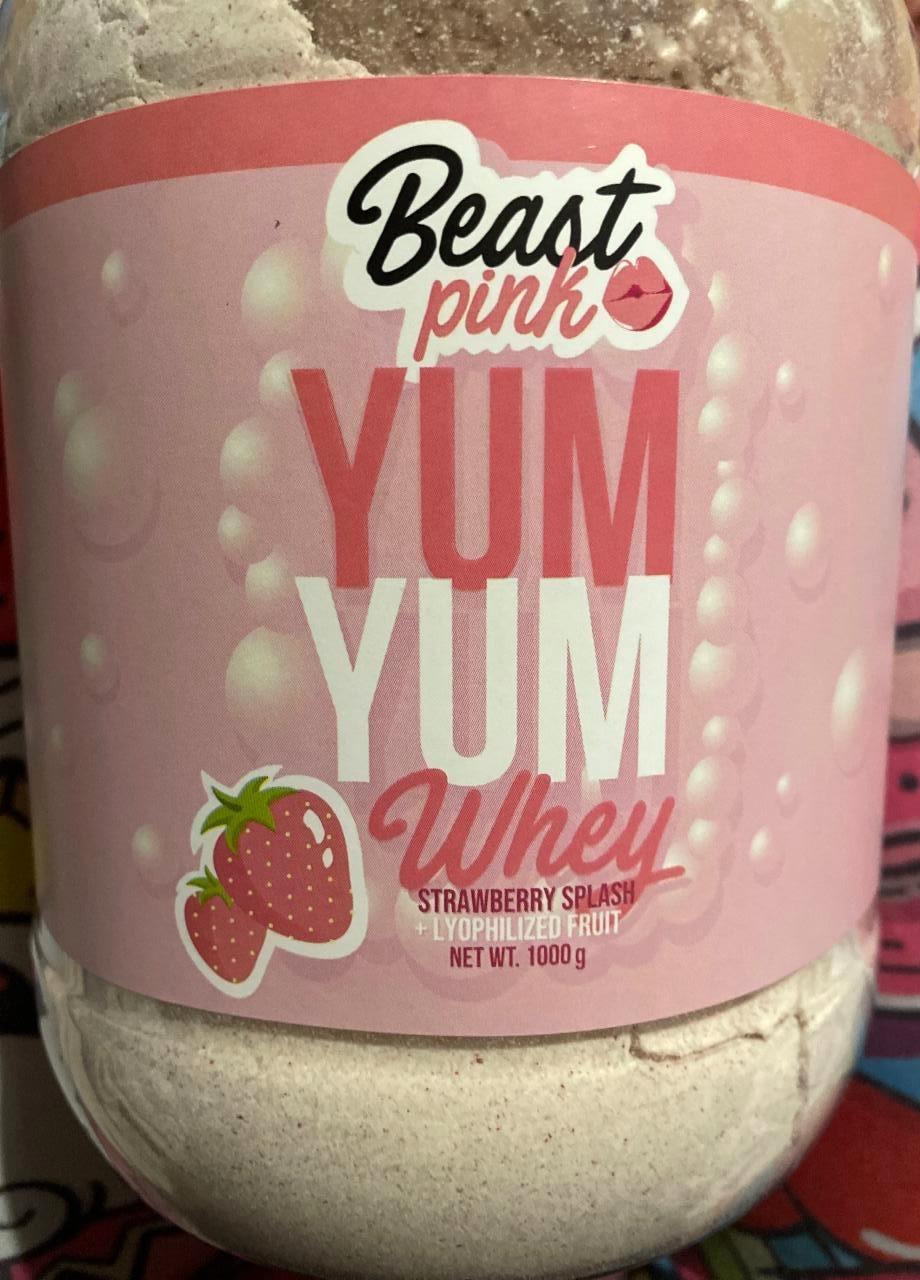 Beast
pink
YUM
YUM
Whey
STRAWBERRY SPLASH
+ LYOPHILIZED FRUIT
NET WT. 1000 g